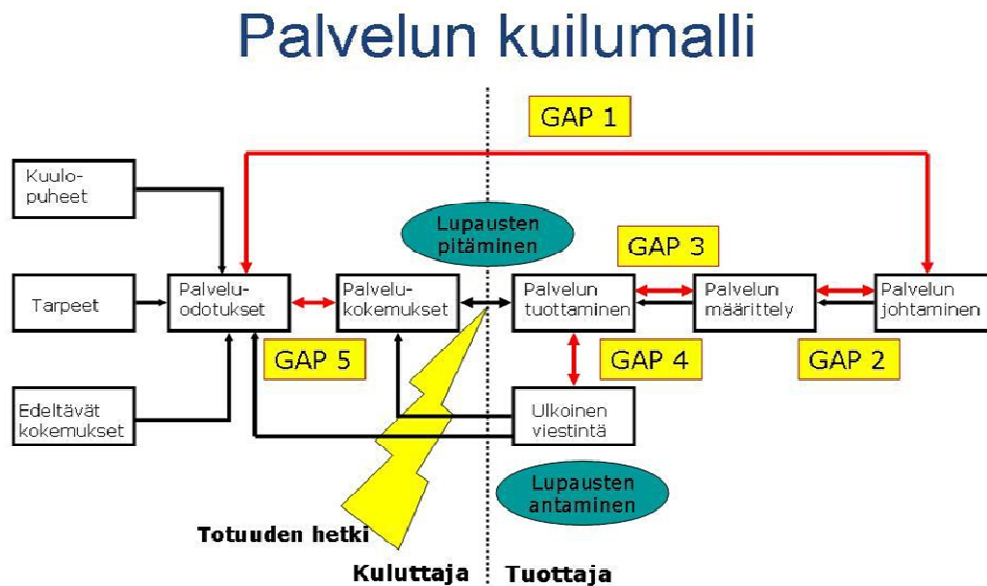 Palvelun kuilumalli
GAP 1
Kuulo-
puheet
Lupausten
pitäminen
GAP 3
Tarpeet
Palvelu-
odotukset
Palvelu-
kokemukset
Palvelun
tuottaminen
Palvelun
määrittely
Palvelun
johtaminen
GAP 5
GAP 4
GAP 2
Edeltävät
kokemukset
Ulkoinen
viestintä
Lupausten
antaminen
Totuuden hetki
Kuluttaja
Tuottaja